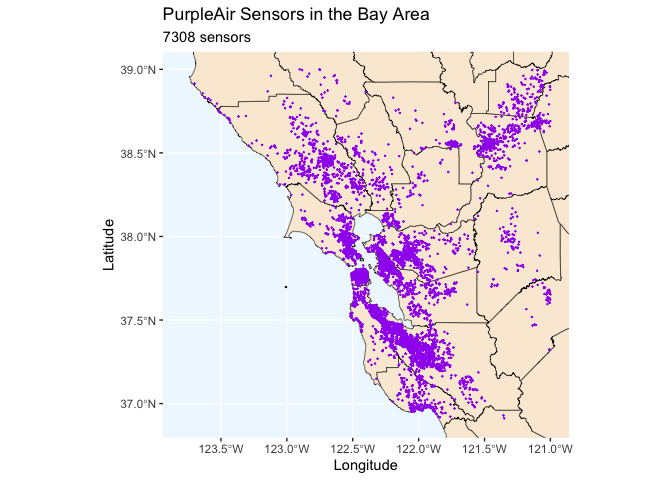 PurpleAir Sensors in the Bay Area
7308 sensors
39.0°N
38.5°N
38.0°N
37.5°N
37.0°N
Latitude
123.5°W 123.0°W 122.5°W 122.0°W 121.5°W 121.0°W
Longitude